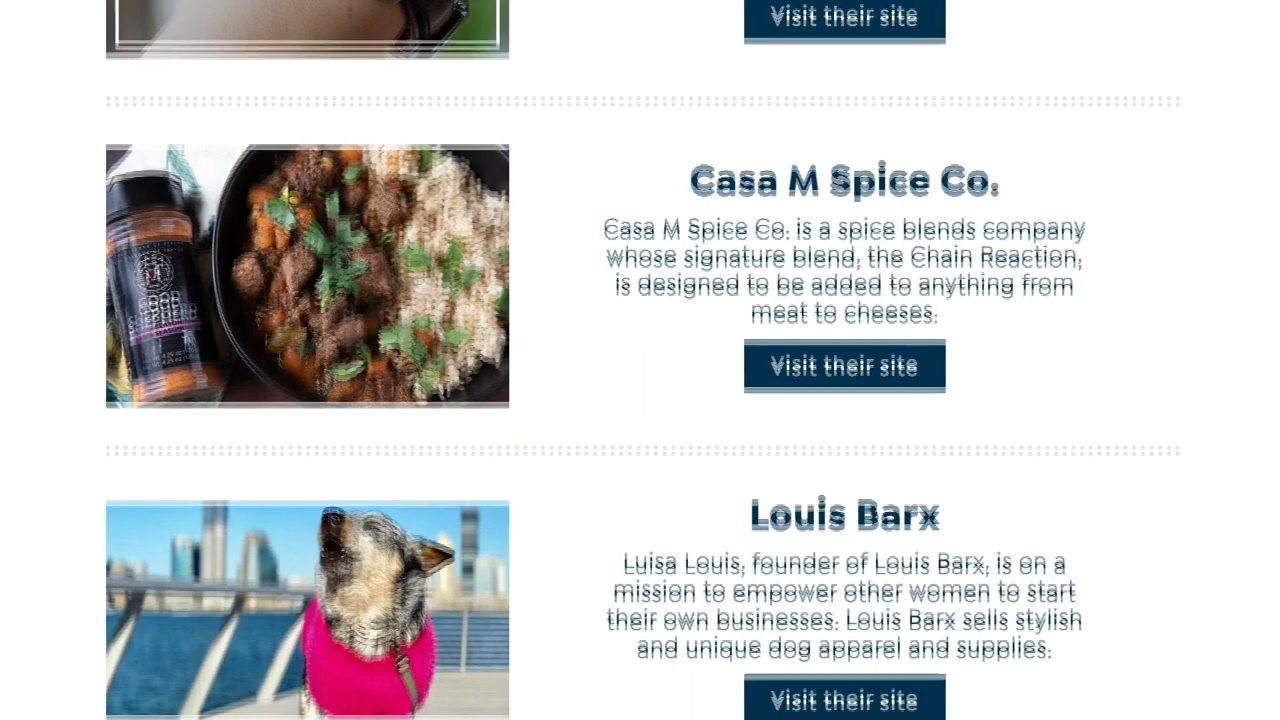 Visit their site
Casa M Spice Co.
Casa M Spice Co. is a spice blends company
whose signature blend, the Chain Reaction,
is designed to be added to anything from
meat to cheeses.
Visit their site
GOOD
SHEPHERD
Louis Barx
Luisa Louis, founder of Louis Barx, is on a
mission to empower other women to start
their own businesses. Louis Barx sells stylish
and unique dog apparel and supplies.
Visit their site